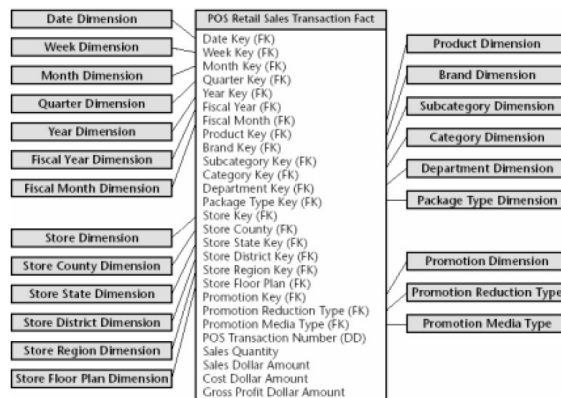 Date Dimension
Week Dimension
Month Dimension
Quarter Dimension
Year Dimension
Fiscal Year Dimension
Fiscal Month Dimension
Store Dimension
Store County Dimension
Store State Dimension
Store District Dimension
Store Region Dimension
Store Floor Plan Dimension
POS Retail Sales Transaction Fact
Date Key (FK)
Week Key (FK)
Month Key (FK)
Quarter Key (FK)
Year Key (FK)
Fiscal Year (FK)
Fiscal Month (FK)
Product Key (FK)
Brand Key (FK)
Subcategory Key (FK)
Category Key (FK)
Department Key (FK)
Package Type Key (FK)
Store Key (FK)
Store County (FK)
Store State Key (FK)
Store District Key (FK)
Store Region Key (FK)
Store Floor Plan (FK)
Promotion Key (FK)
Promotion Reduction Type (FK)
Promotion Media Type (FK)
POS Transaction Number (DD)
Sales Quantity
Sales Dollar Amount
Cost Dollar Amount
Gross Profit Dollar Amount
Product Dimension
Brand Dimension
Subcategory Dimension
Category Dimension
Department Dimension
Package Type Dimension
Promotion Dimension
Promotion Reduction Type
Promotion Media Type